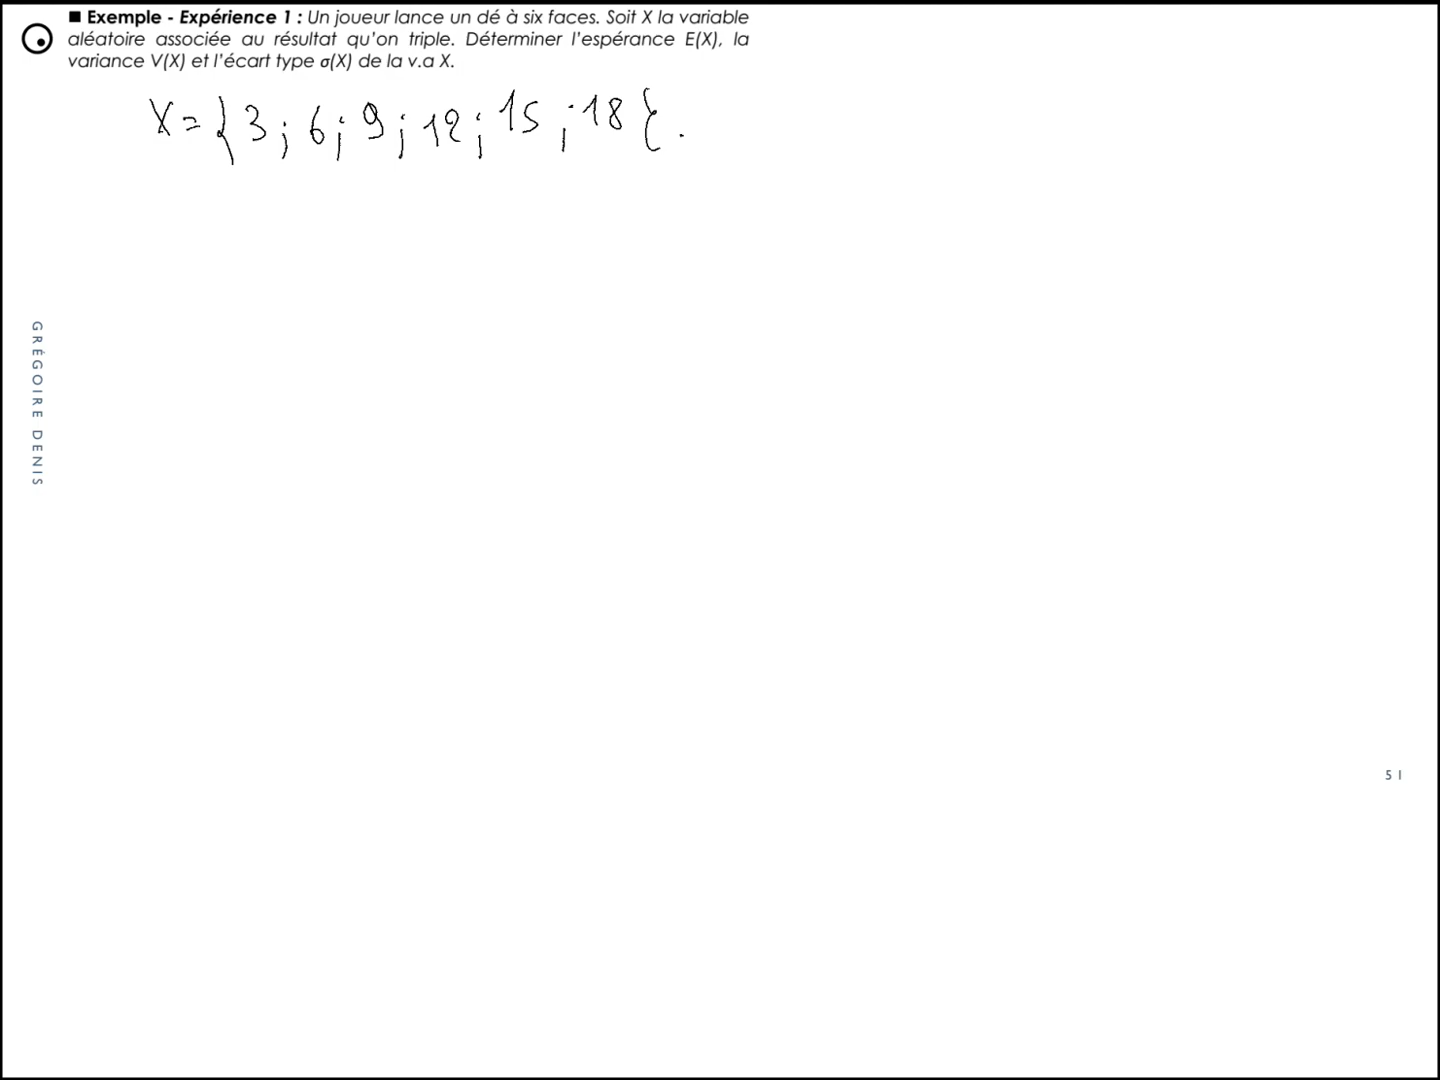 ■ Exemple - Expérience 1 : Un joueur lance un dé à six faces. Soit X la variable
aléatoire associée au résultat qu'on triple. Déterminer l'espérance E(X), la
variance V(X) et l'écart type σ(X) de la v.a X.
X = { 3 ; 6 ; 9 ; 12 ; 15 ; 18 } .
GRÉGOIRE DENIS
51